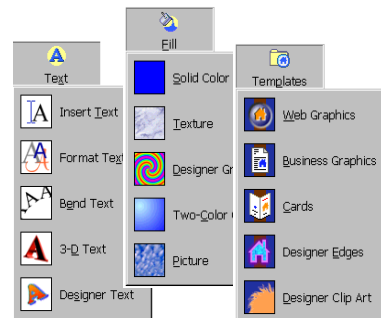 Text
Insert Text
Format Text
Bend Text
3-D Text
Designer Text
Fill
Solid Color
Texture
Designer
Two-Color
Picture
Templates
Web Graphics
Business Graphics
Cards
Designer Edges
Designer Clip Art